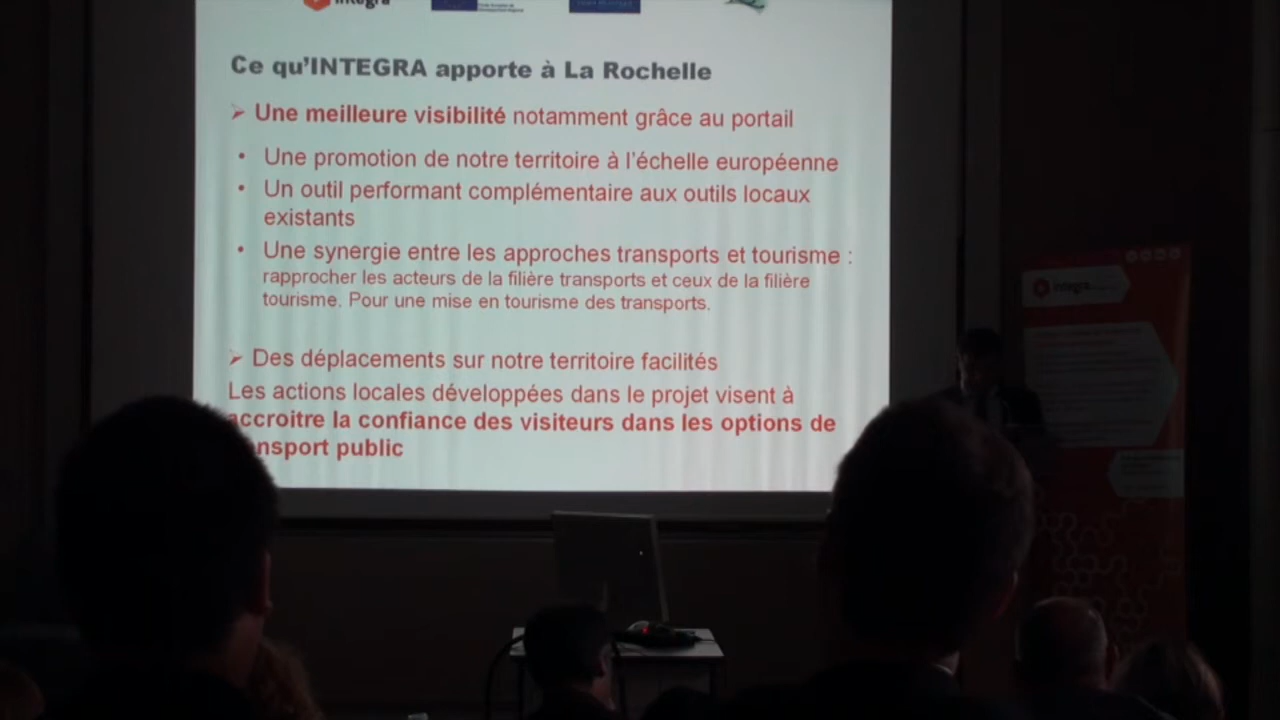 integra
Ce qu'INTEGRA apporte à La Rochelle
➢ Une meilleure visibilité notamment grâce au portail
• Une promotion de notre territoire à l'échelle européenne
• Un outil performant complémentaire aux outils locaux
existants
• Une synergie entre les approches transports et tourisme :
rapprocher les acteurs de la filière transports et ceux de la filière
tourisme. Pour une mise en tourisme des transports.
➢ Des déplacements sur notre territoire facilités
Les actions locales développées dans le projet visent à
accroitre la confiance des visiteurs dans les options de
nsport public
integra